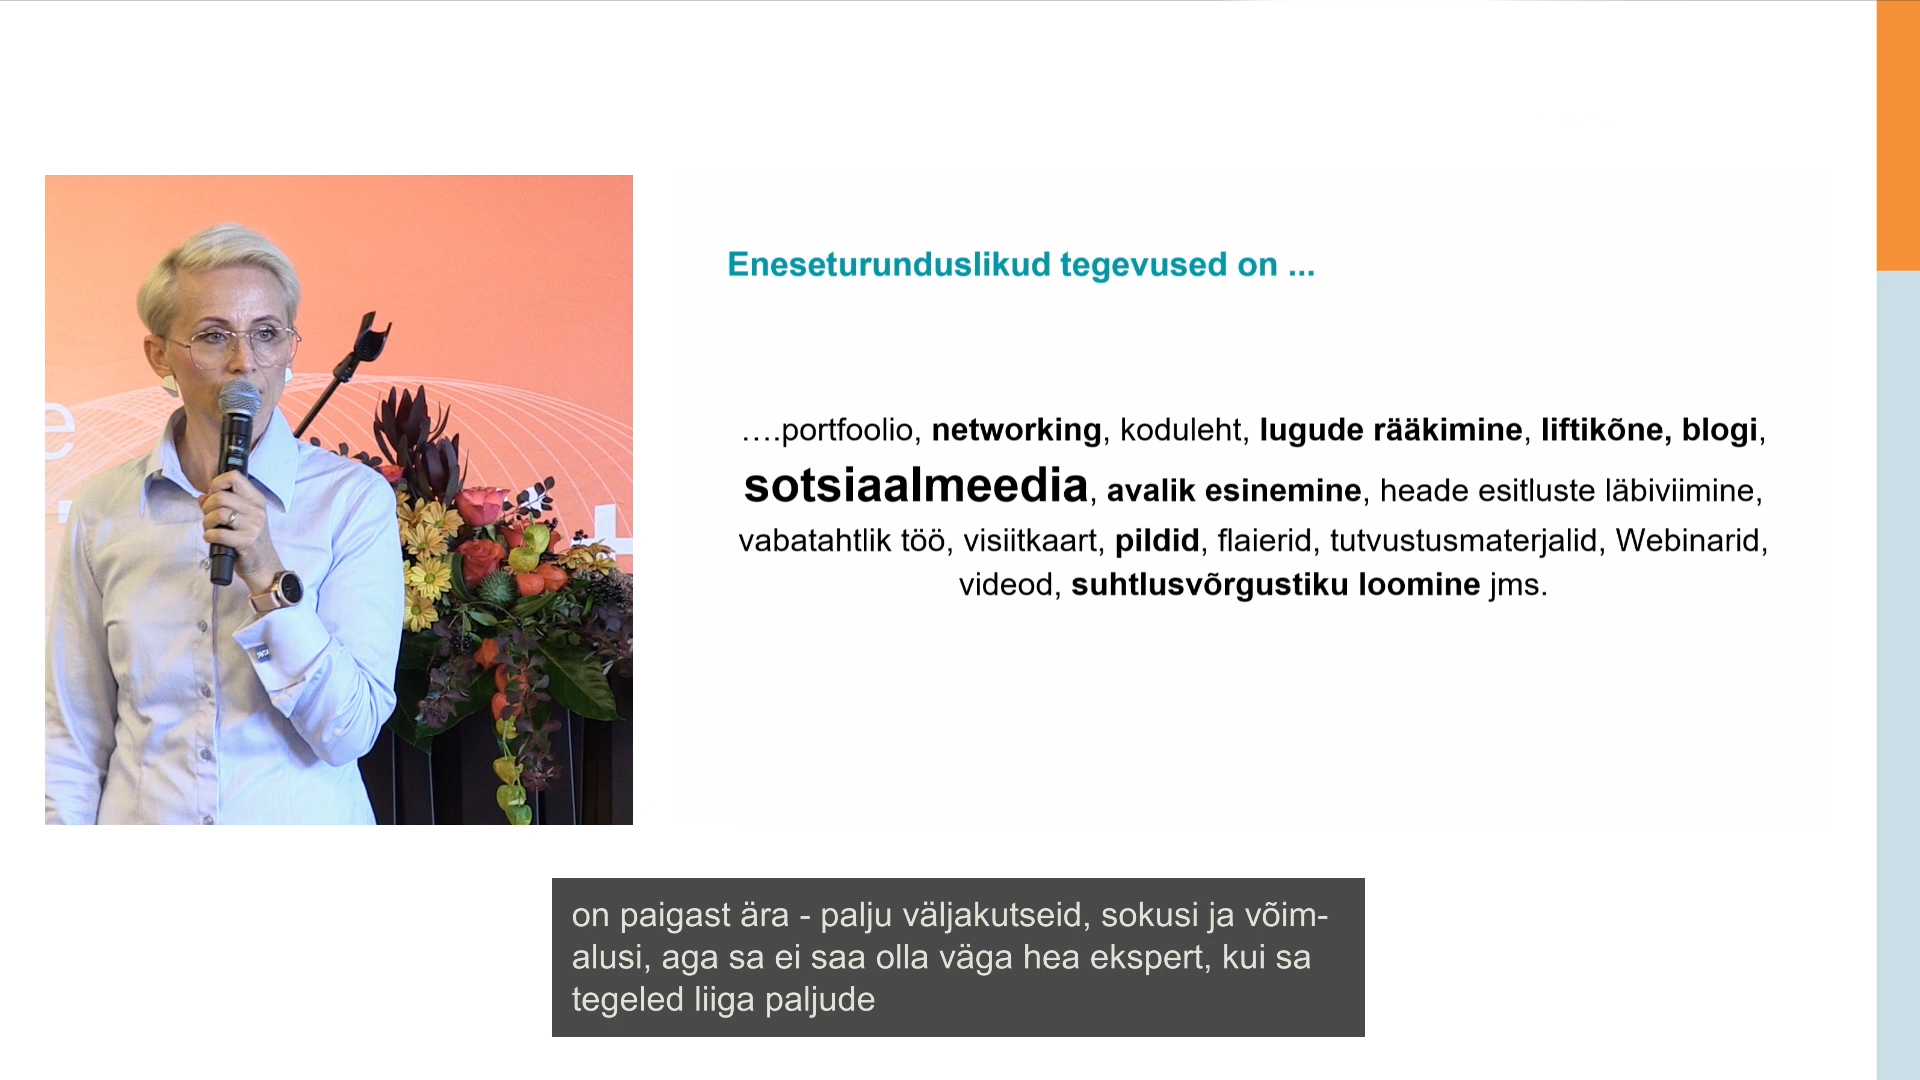 Eneseturunduslikud tegevused on ...
….portfoolio, networking, koduleht, lugude rääkimine, liftikõne, blogi,
sotsiaalmeedia, avalik esinemine, heade esitluste läbiviimine,
vabatahtlik töö, visiitkaart, pildid, flaierid, tutvustusmaterjalid, Webinarid,
videod, suhtlusvõrgustiku loomine jms.
on paigast ära - palju väljakutseid, sokusi ja võim-
alusi, aga sa ei saa olla väga hea ekspert, kui sa
tegeled liiga paljude